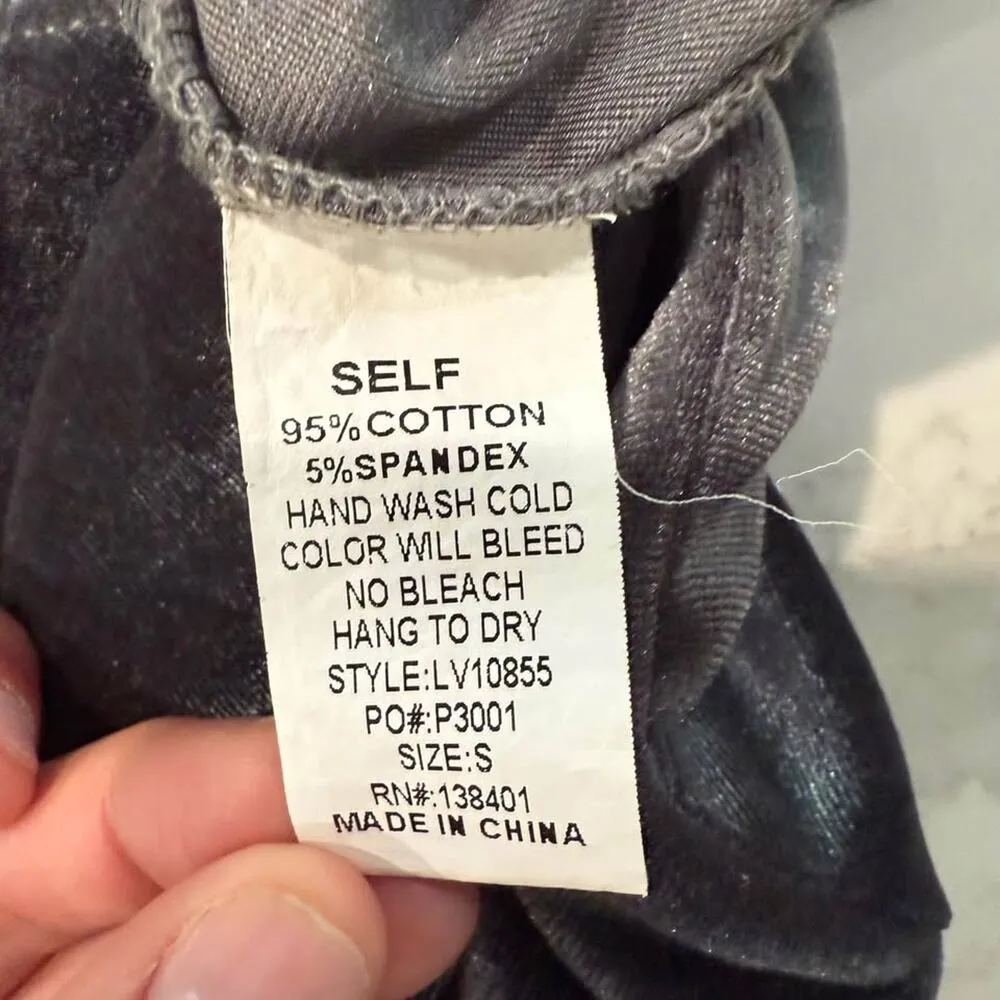 SELF
95%COTTON
5%SPANDEX
HAND WASH COLD
COLOR WILL BLEED
NO BLEACH
HANG TO DRY
STYLE:LV10855
PO#:P3001
SIZE:S
RN#:138401
MADE IN CHINA